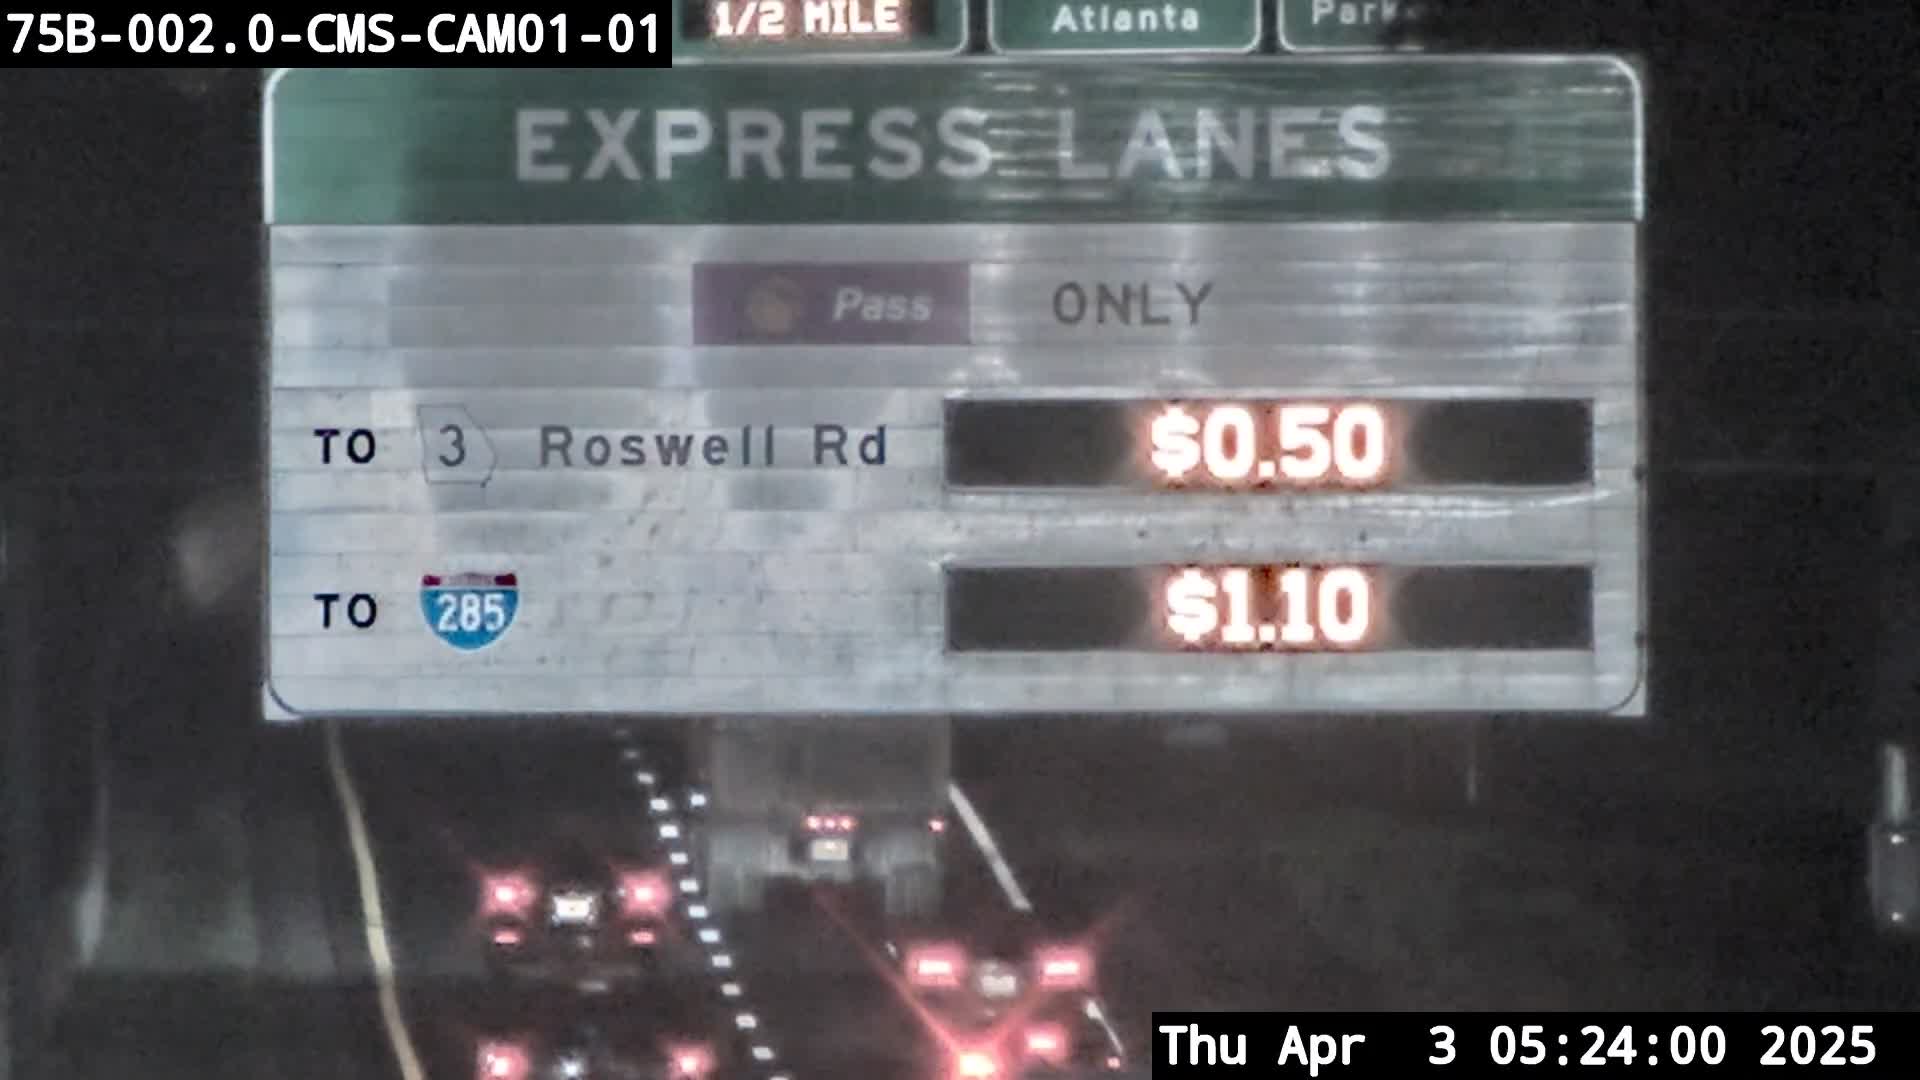 75B-002.0-CMS-CAM01-01
1/2 MILE
Atlanta
Park
EXPRESS LANES
Pass ONLY
TO 3 Roswell Rd $0.50
TO 285 $1.10
Thu Apr 3 05:24:00 2025